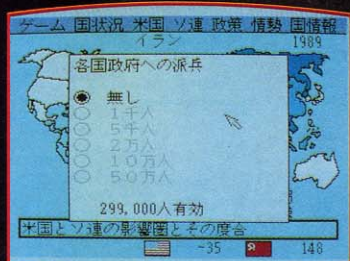 ゲーム 国状況 米国 ソ連 政策 情勢 国情報
イラン 1989
各国政府への派兵
無し
1千人
5千人
2万人
10万人
50万人
299,000人有効
米国とソ連の影響圏とその度合
-35 148